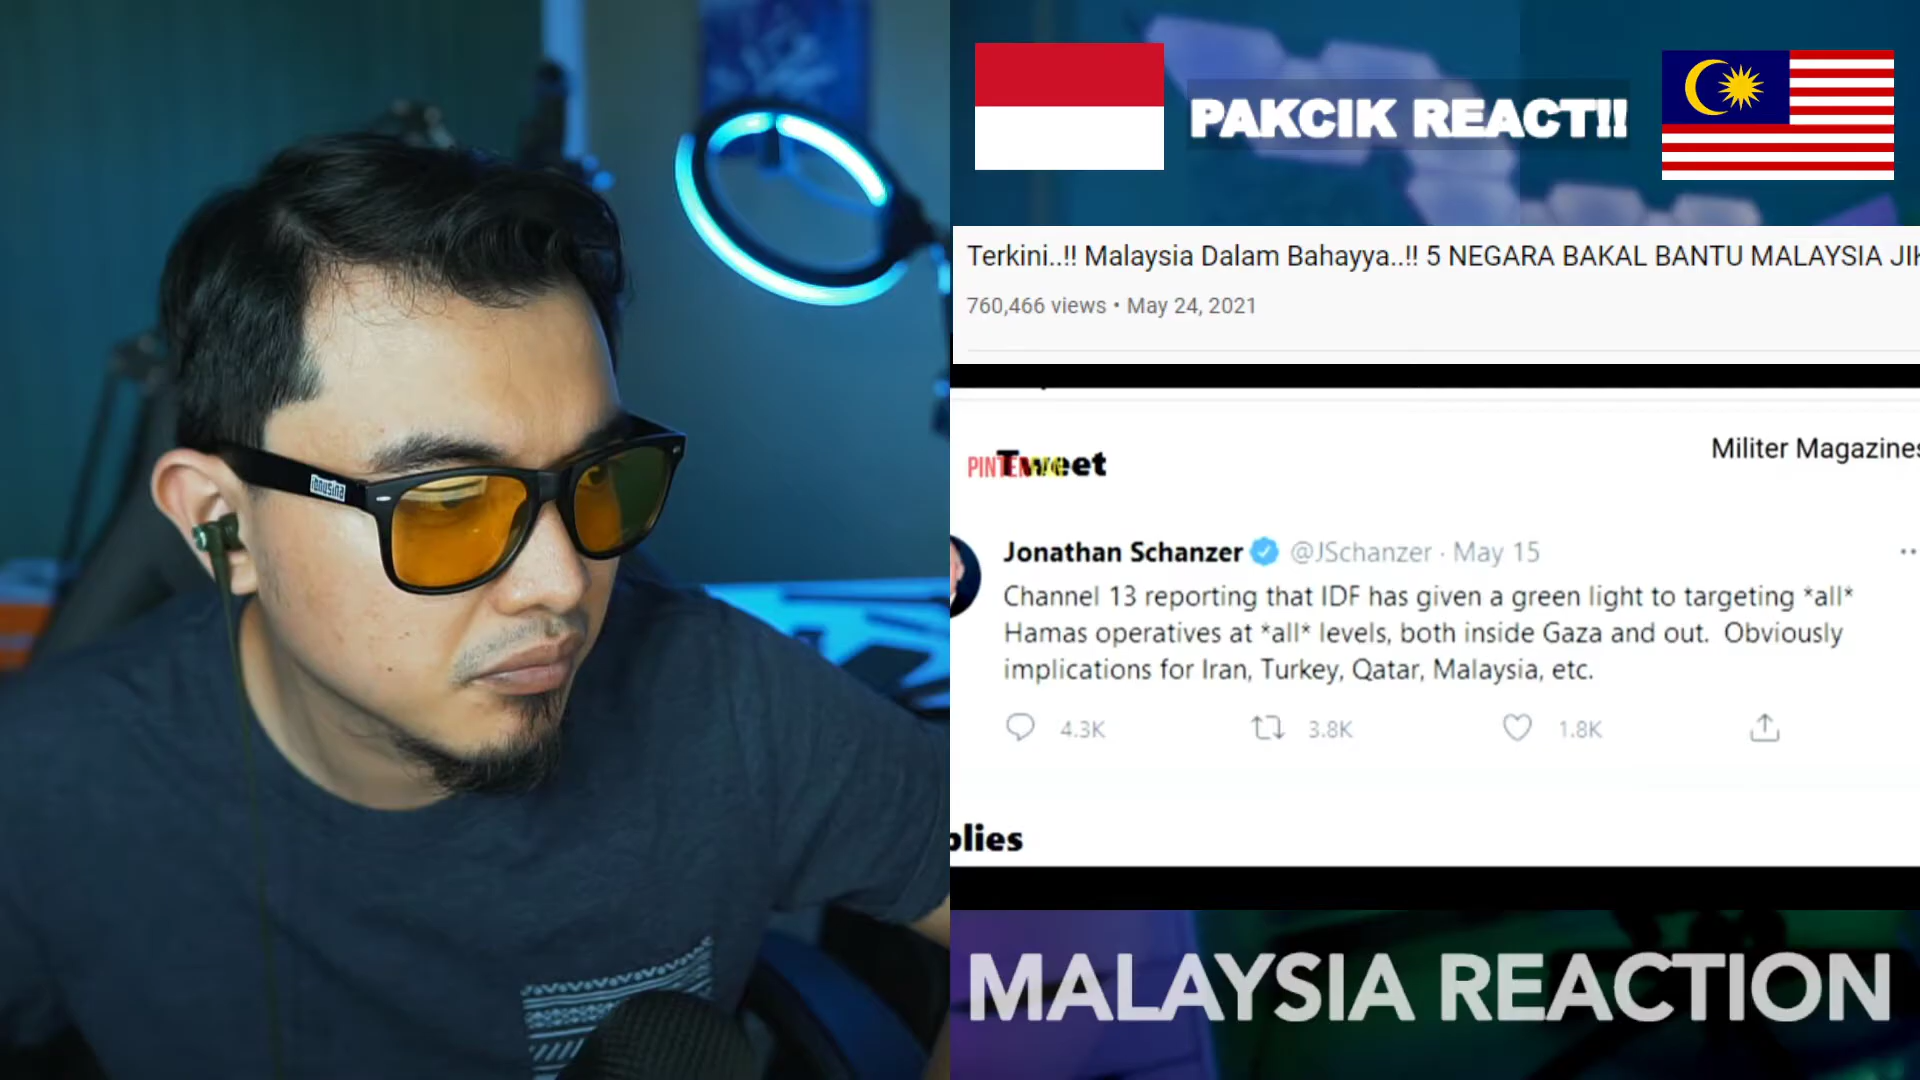 PAKCIK REACT!!
Terkini..!! Malaysia Dalam Bahayya..!! 5 NEGARA BAKAL BANTU MALAYSIA
760,466 views • May 24, 2021
Tweet
Militer Magazines
Jonathan Schanzer @JSchanzer · May 15
Channel 13 reporting that IDF has given a green light to targeting *all*
Hamas operatives at *all* levels, both inside Gaza and out. Obviously
implications for Iran, Turkey, Qatar, Malaysia, etc.
4.3K 3.8K 1.8K
plies
MALAYSIA REACTION